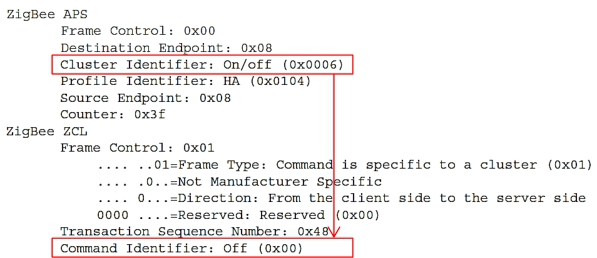 ZigBee APS
Frame Control: 0x00
Destination Endpoint: 0x08
Cluster Identifier: On/off (0x0006)
Profile Identifier: HA (0x0104)
Source Endpoint: 0x08
Counter: 0x3f
ZigBee ZCL
Frame Control: 0x01
.... ..01=Frame Type: Command is specific to a cluster (0x01)
.... .0..=Not Manufacturer Specific
.... 0...=Direction: From the client side to the server side
0000 ....=Reserved: Reserved (0x00)
Transaction Sequence Number: 0x48
Command Identifier: Off (0x00)